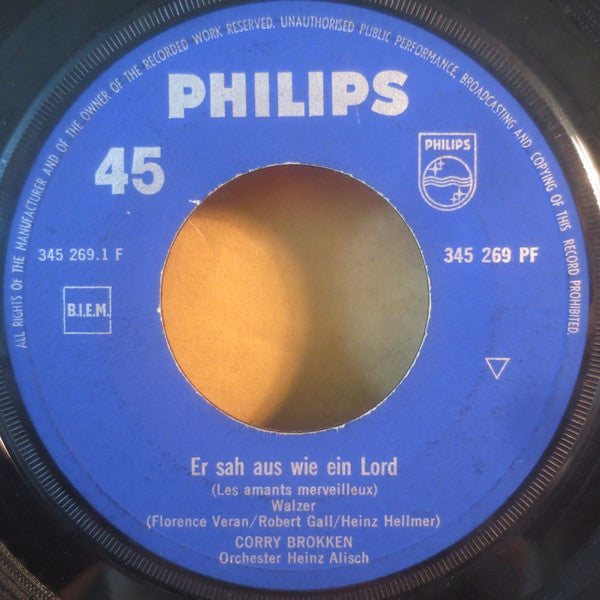 ALL RIGHTS OF THE MANUFACTURER AND OF THE OWNER OF THE RECORDED WORK RESERVED. UNAUTHORISED PUBLIC PERFORMANCE, BROADCASTING AND COPYING OF THIS RECORD PROHIBITED.
PHILIPS
45
PHILIPS
345 269.1 F
345 269 PF
B.I.E.M.
Er sah aus wie ein Lord
(Les amants merveilleux)
Walzer
(Florence Veran/Robert Gall/Heinz Hellmer)
CORRY BROKKEN
Orchester Heinz Alisch